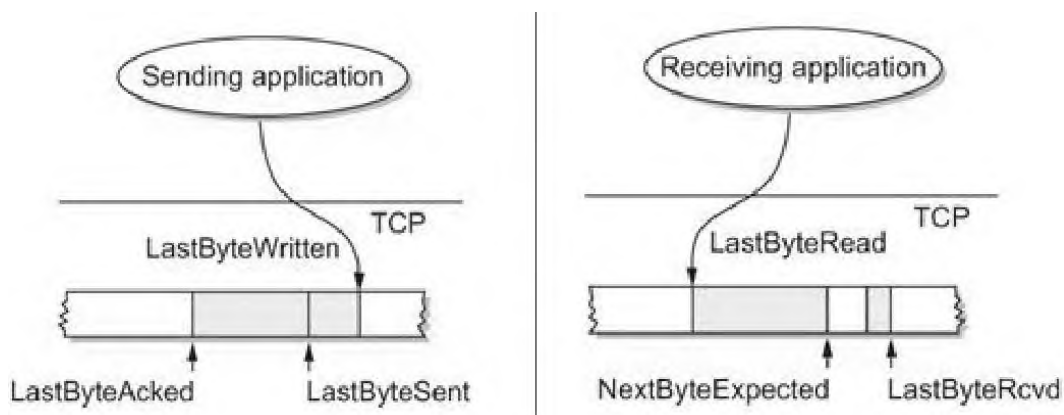 Sending application
TCP
LastByteWritten
LastByteAcked
LastByteSent
Receiving application
TCP
LastByteRead
NextByteExpected
LastByteRcvd